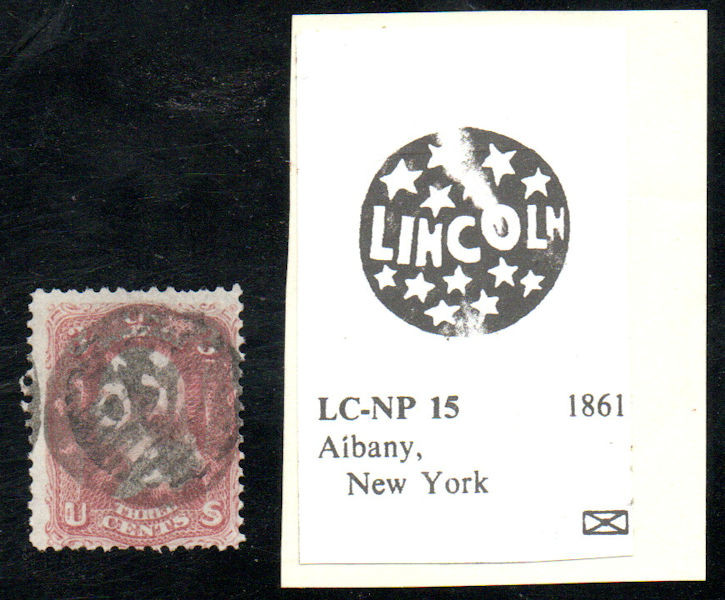 LINCOLN
LC-NP 15 1861
Aibany,
New York
THREE
U CENTS S